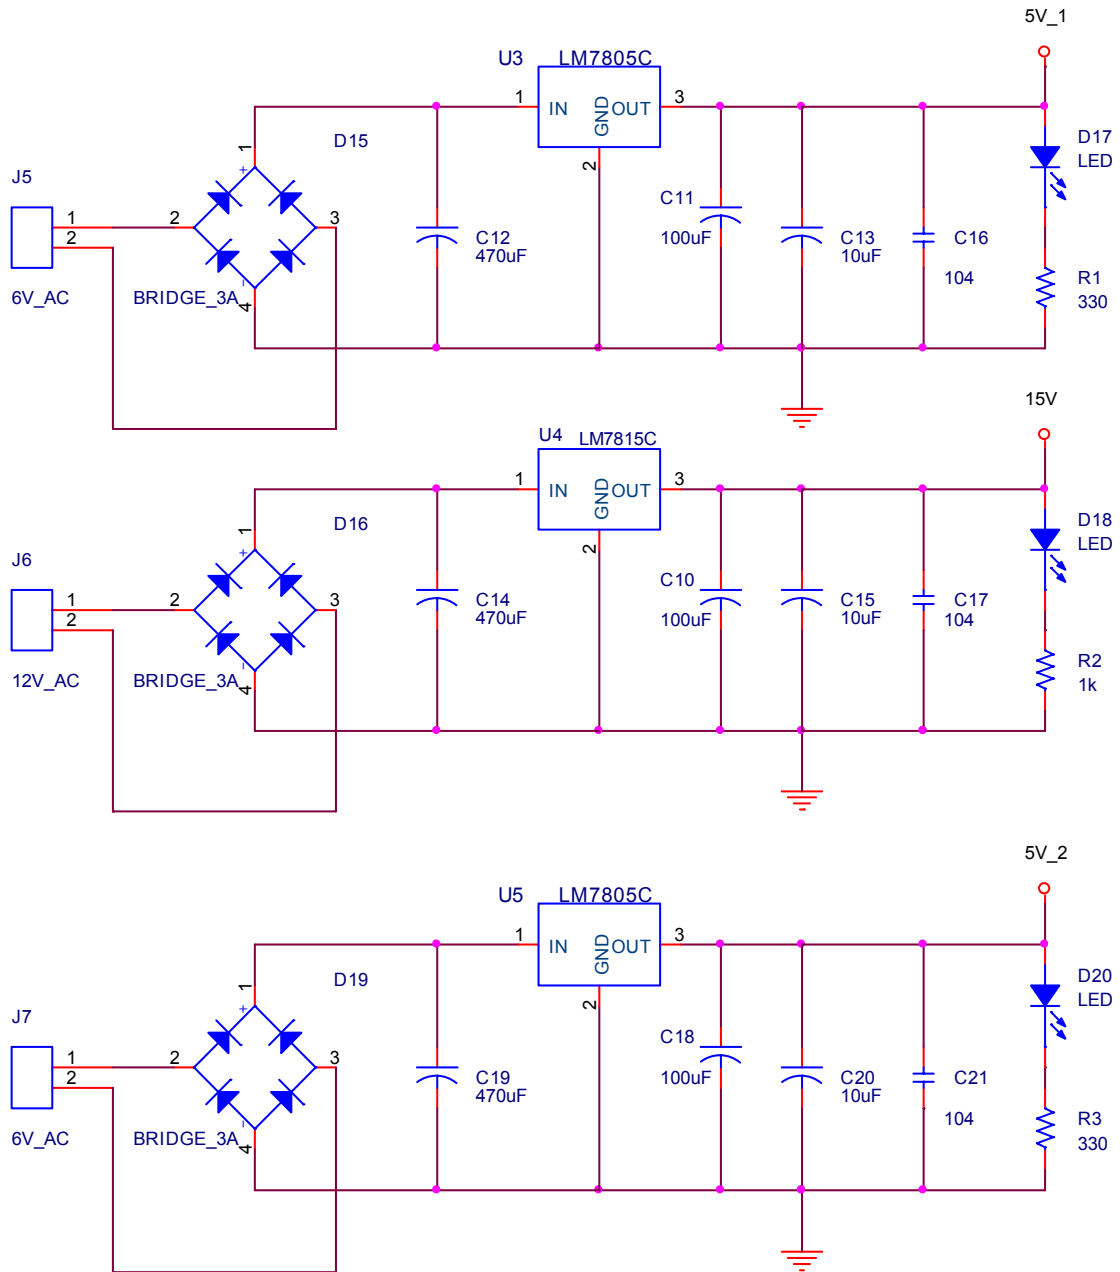 5V_1
U3 LM7805C
1 IN GND OUT 3
2
D15
1
+
J5
1
2
2
3
6V_AC
BRIDGE_3A
-
4
C12
470uF
C11
100uF
C13
10uF
C16
104
D17
LED
R1
330
15V
U4 LM7815C
1 IN GND OUT 3
2
D16
1
+
J6
1
2
2
3
12V_AC
BRIDGE_3A
-
4
C14
470uF
C10
100uF
C15
10uF
C17
104
D18
LED
R2
1k
5V_2
U5 LM7805C
1 IN GND OUT 3
2
D19
1
+
J7
1
2
2
3
6V_AC
BRIDGE_3A
-
4
C19
470uF
C18
100uF
C20
10uF
C21
104
D20
LED
R3
330